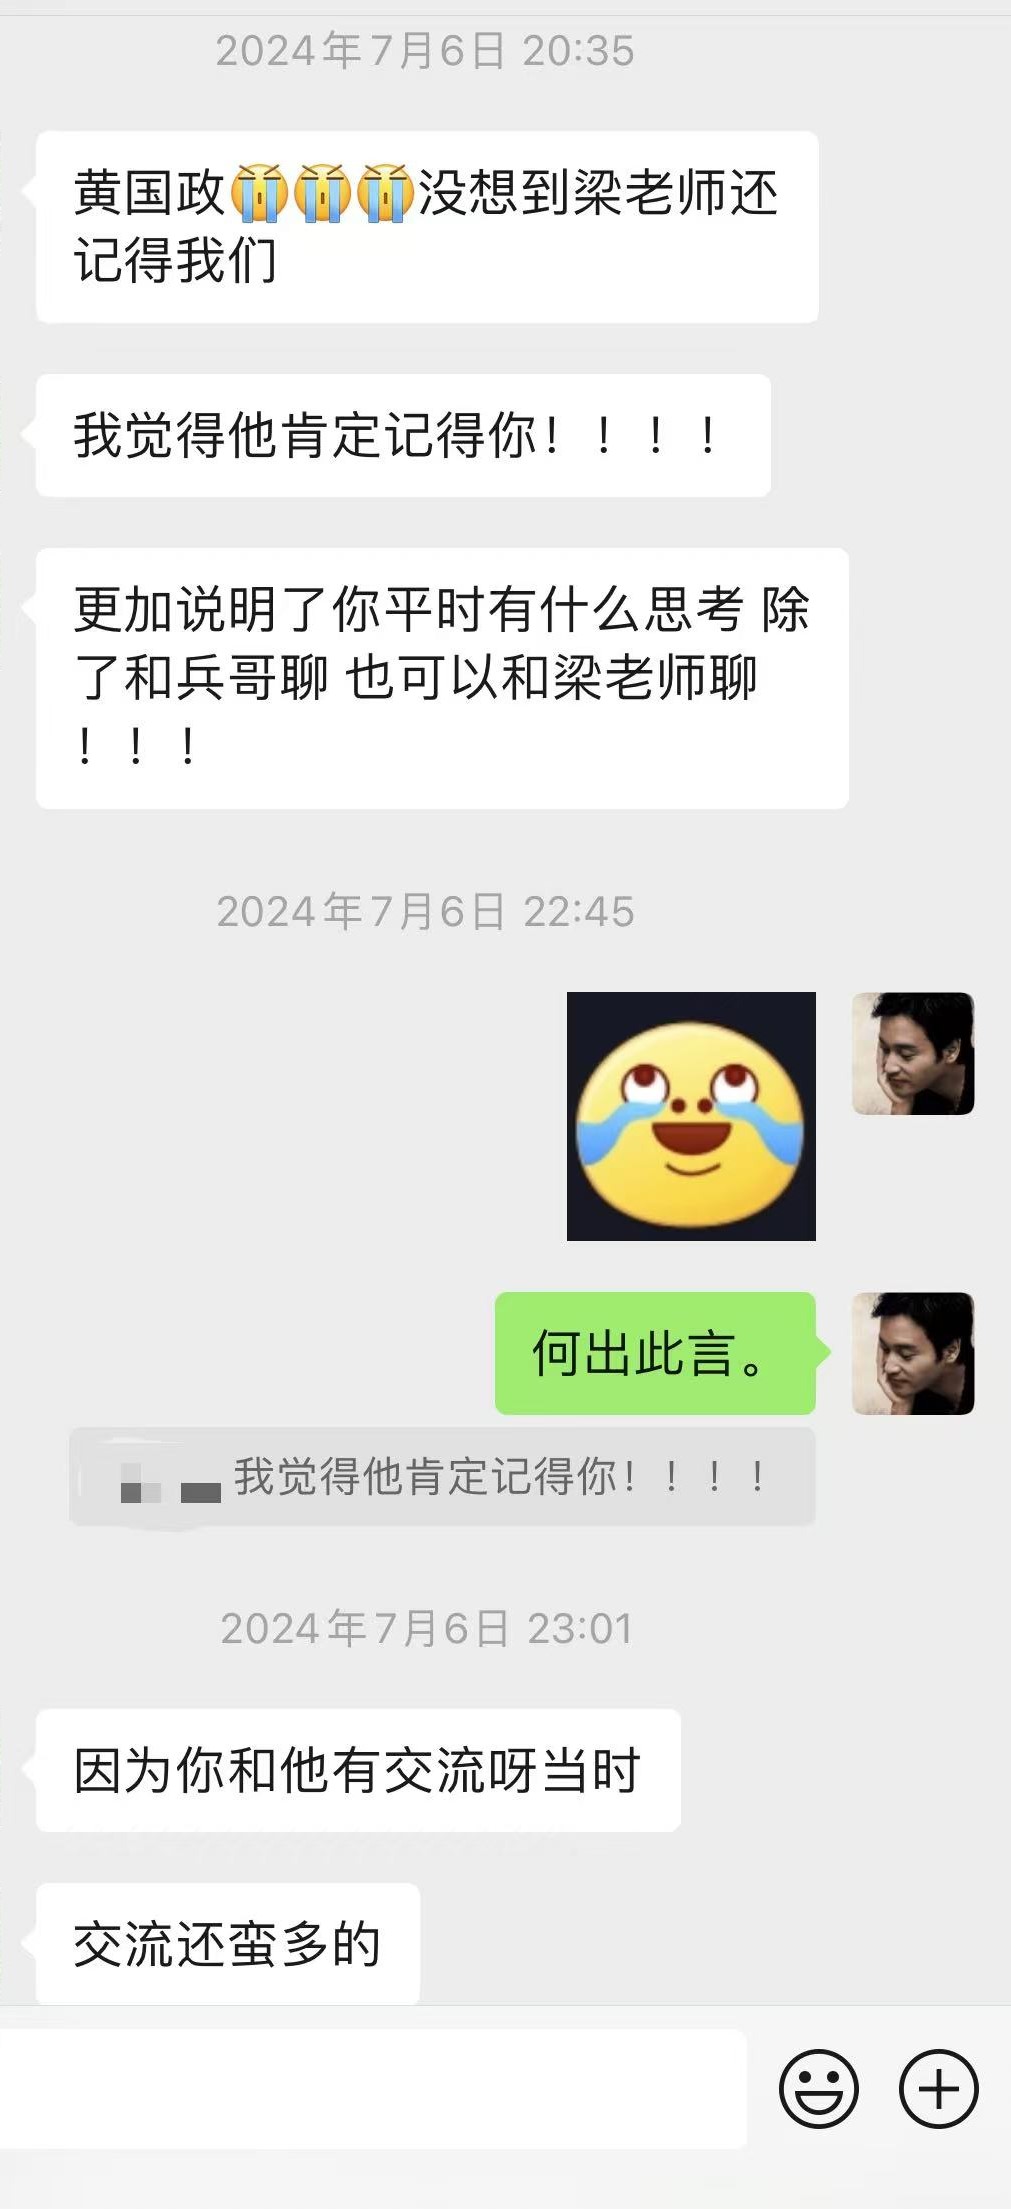 2024年7月6日 20:35
黄国政😭😭😭没想到梁老师还
记得我们
我觉得他肯定记得你！！！！
更加说明了你平时有什么思考 除
了和兵哥聊 也可以和梁老师聊
！！！
2024年7月6日 22:45
何出此言。
我觉得他肯定记得你！！！！
2024年7月6日 23:01
因为你和他有交流呀当时
交流还蛮多的